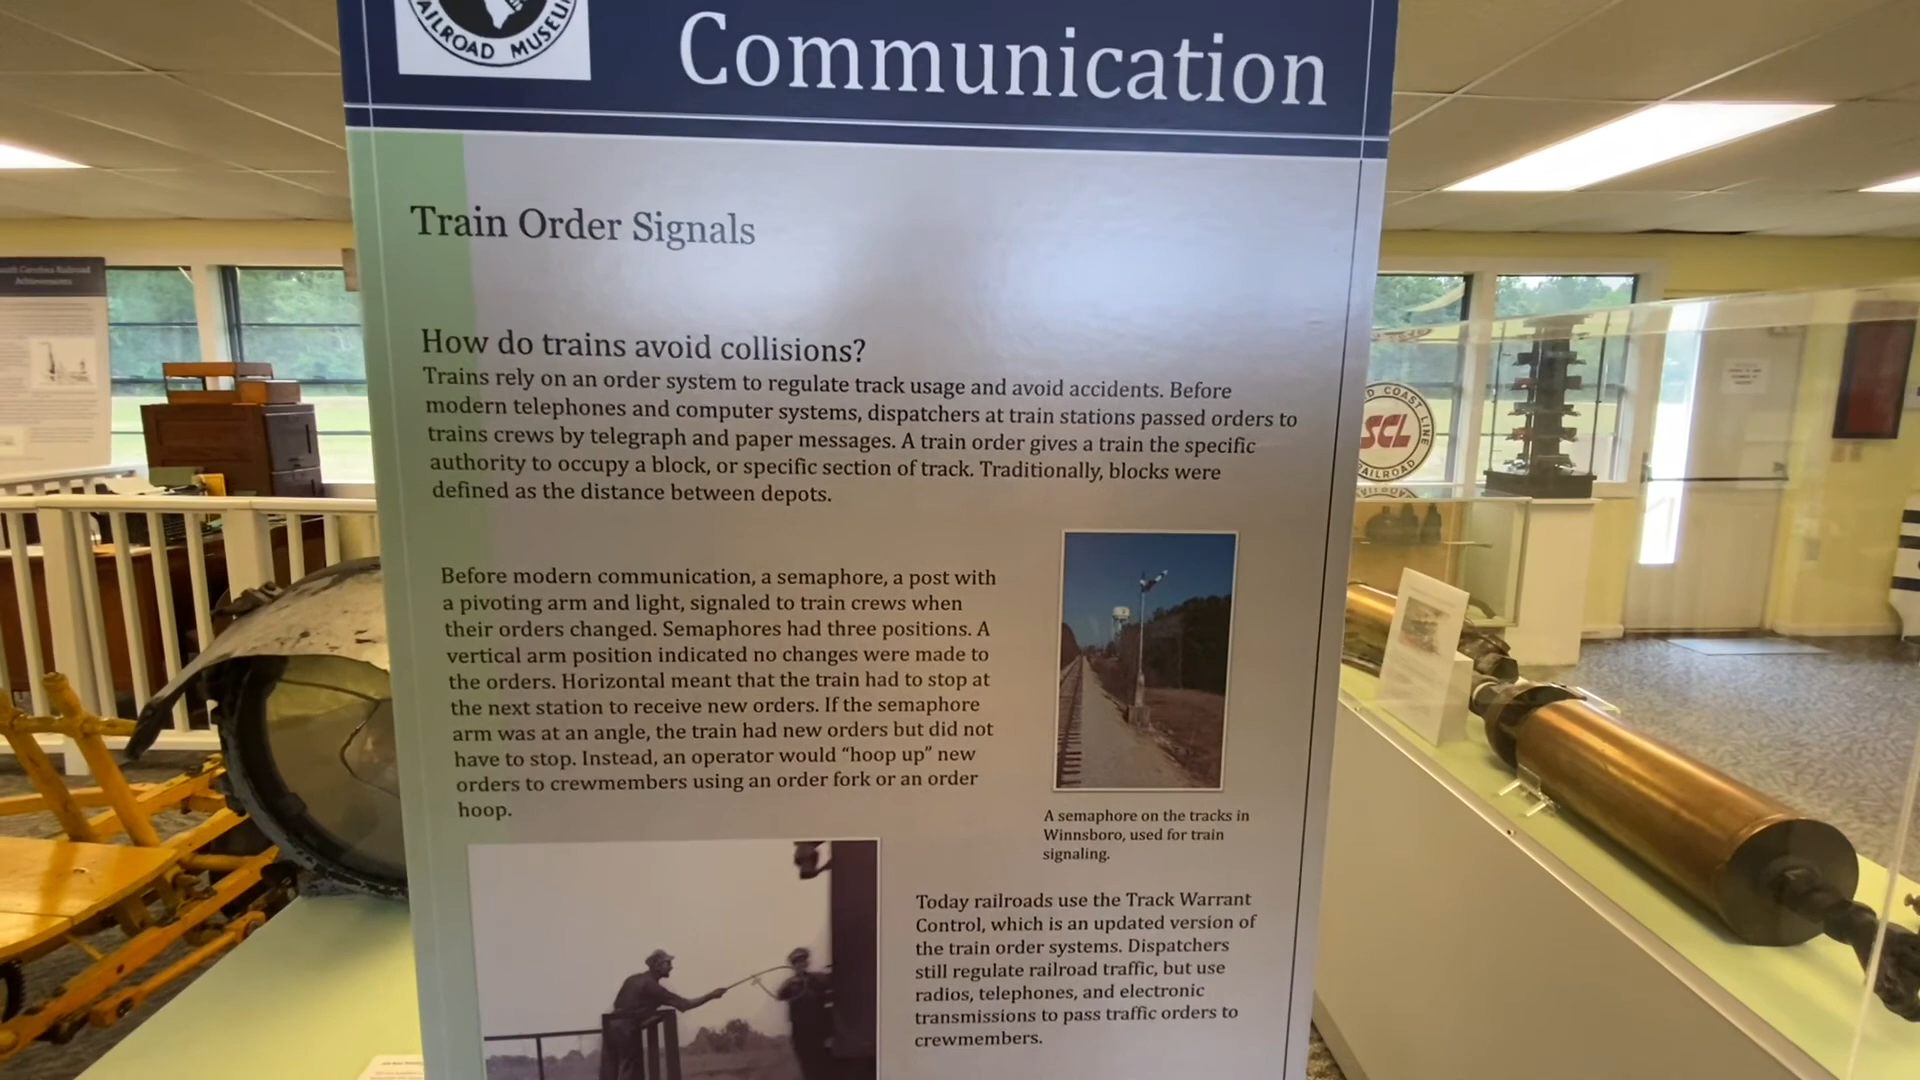 RAILROAD MUSEUM
Communication
Train Order Signals
How do trains avoid collisions?
Trains rely on an order system to regulate track usage and avoid accidents. Before
modern telephones and computer systems, dispatchers at train stations passed orders to
trains crews by telegraph and paper messages. A train order gives a train the specific
authority to occupy a block, or specific section of track. Traditionally, blocks were
defined as the distance between depots.
Before modern communication, a semaphore, a post with
a pivoting arm and light, signaled to train crews when
their orders changed. Semaphores had three positions. A
vertical arm position indicated no changes were made to
the orders. Horizontal meant that the train had to stop at
the next station to receive new orders. If the semaphore
arm was at an angle, the train had new orders but did not
have to stop. Instead, an operator would “hoop up” new
orders to crewmembers using an order fork or an order
hoop.
A semaphore on the tracks in
Winnsboro, used for train
signaling.
Today railroads use the Track Warrant
Control, which is an updated version of
the train order systems. Dispatchers
still regulate railroad traffic, but use
radios, telephones, and electronic
transmissions to pass traffic orders to
crewmembers.
Carolina Railroad
Achievements
COAST LINE
SCL
RAILROAD